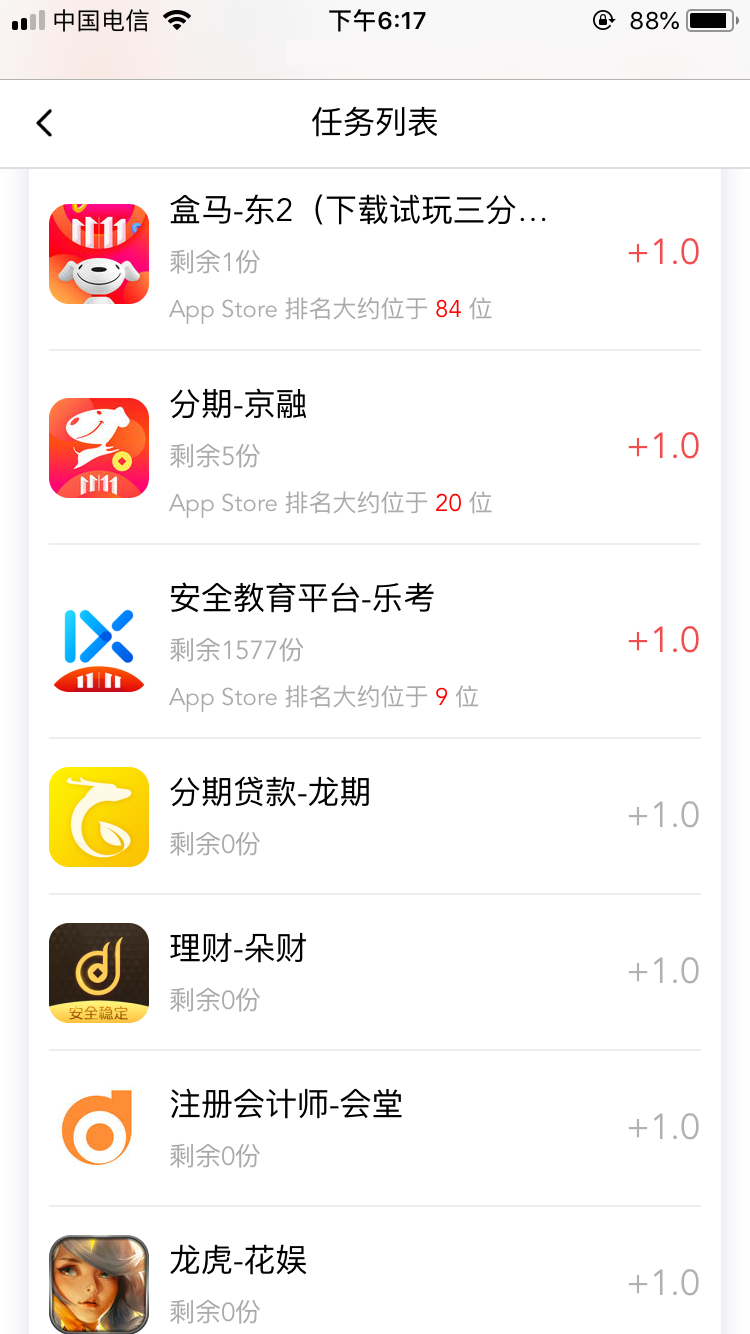 中国电信
下午6:17
88%
任务列表
盒马-东2（下载试玩三分...
剩余1份
+1.0
App Store 排名大约位于 84 位
分期-京融
剩余5份
+1.0
App Store 排名大约位于 20 位
安全教育平台-乐考
剩余1577份
+1.0
App Store 排名大约位于 9 位
分期贷款-龙期
剩余0份
+1.0
理财-朵财
剩余0份
+1.0
安全稳定
注册会计师-会堂
剩余0份
+1.0
龙虎-花娱
剩余0份
+1.0
11 11
11 11
11 11